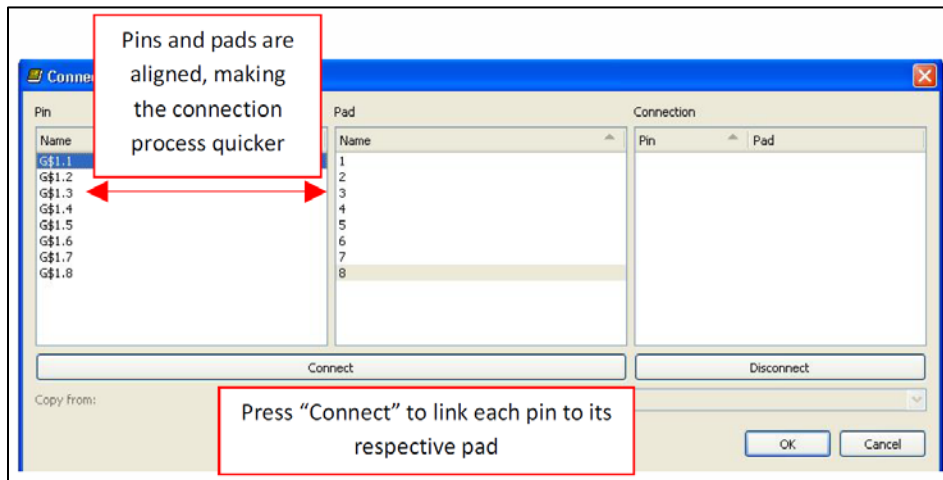 Pins and pads are
aligned, making
the connection
process quicker
Conne
Pin
Pad
Connection
Name
Name
Pin
Pad
G$1.1
1
G$1.2
2
G$1.3
3
G$1.4
4
G$1.5
5
G$1.6
6
G$1.7
7
G$1.8
8
Connect
Disconnect
Copy from:
Press “Connect” to link each pin to its
respective pad
OK
Cancel